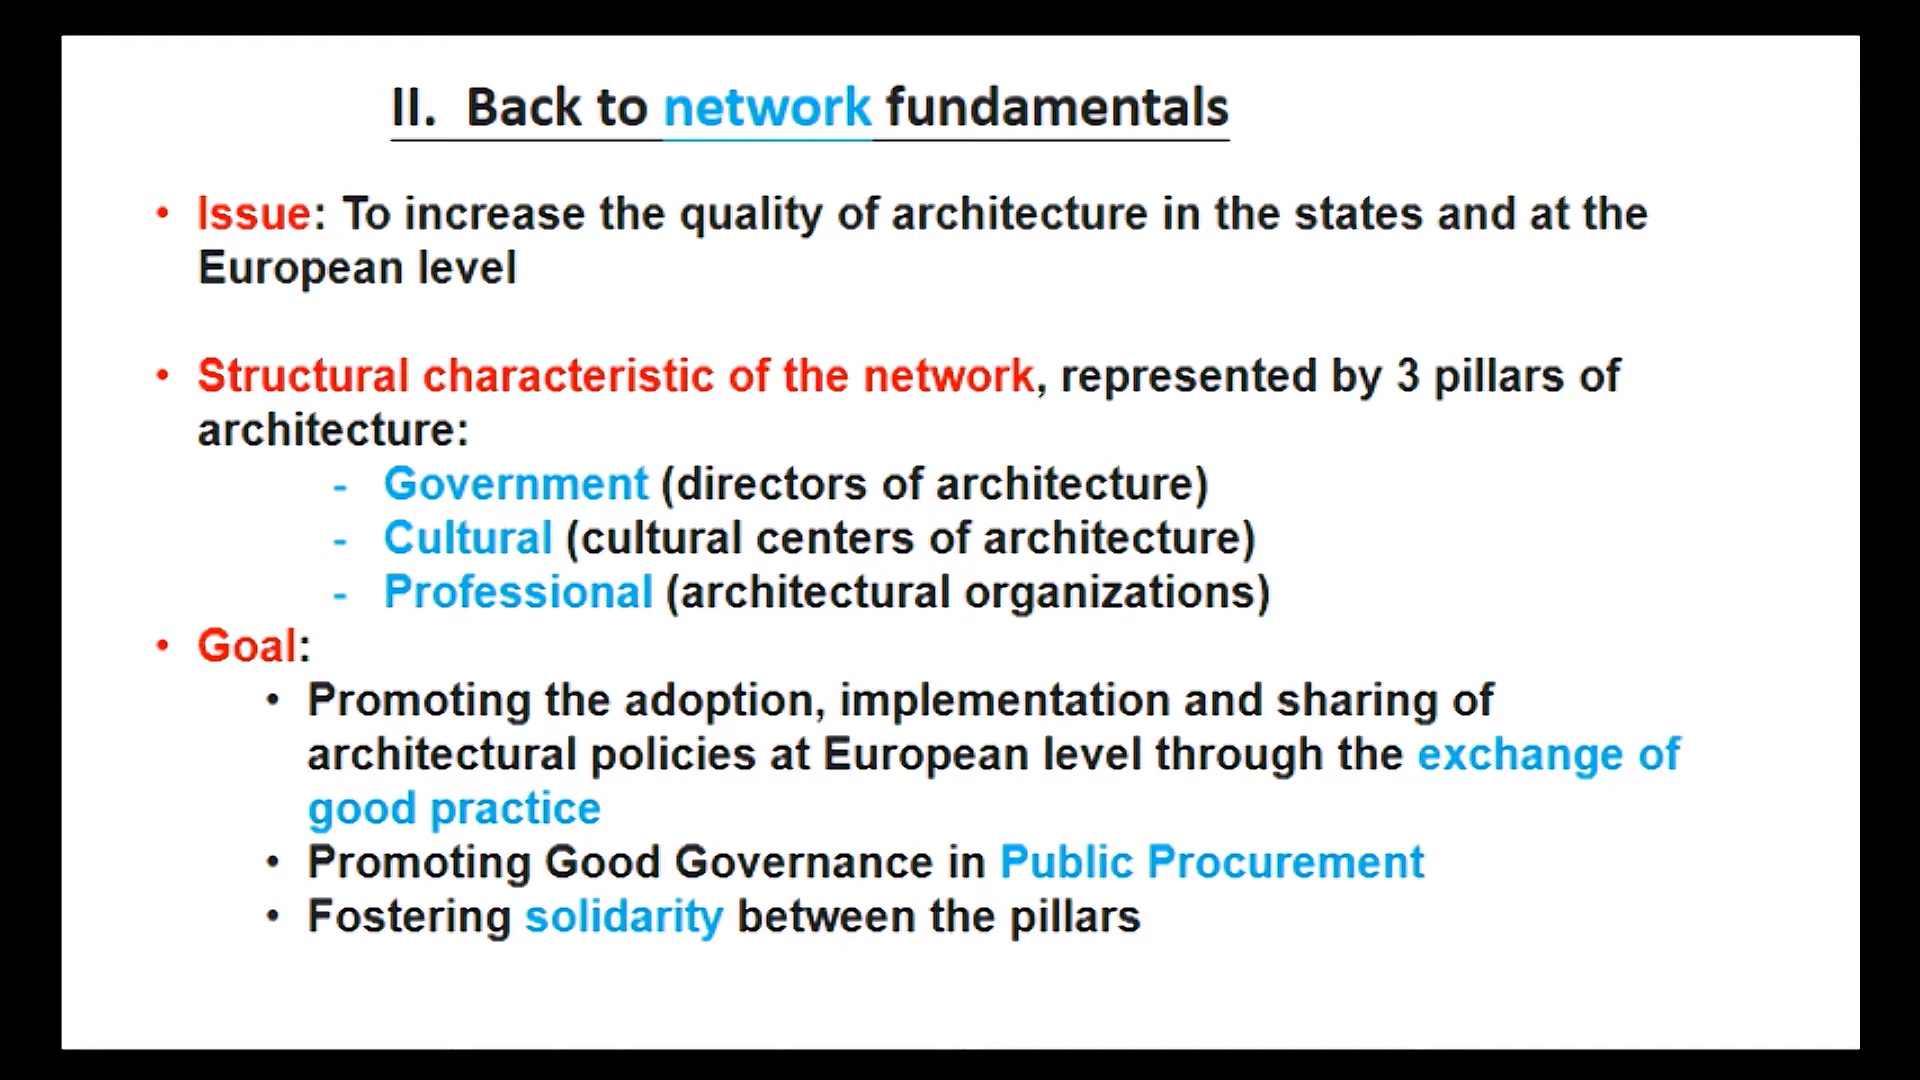 II. Back to network fundamentals
• Issue: To increase the quality of architecture in the states and at the
European level
• Structural characteristic of the network, represented by 3 pillars of
architecture:
- Government (directors of architecture)
- Cultural (cultural centers of architecture)
- Professional (architectural organizations)
• Goal:
• Promoting the adoption, implementation and sharing of
architectural policies at European level through the exchange of
good practice
• Promoting Good Governance in Public Procurement
• Fostering solidarity between the pillars